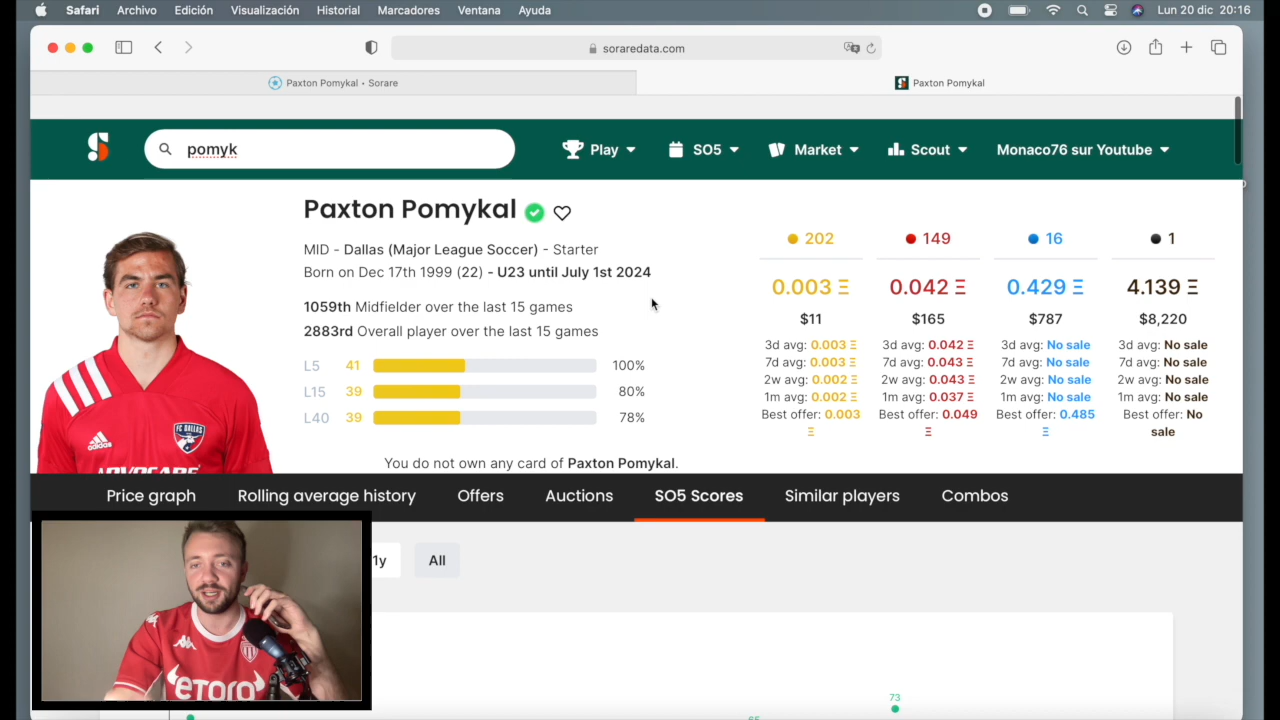 Safari Archivo Edición Visualización Historial Marcadores Ventana Ayuda Lun 20 dic 20:16
soraredata.com
Paxton Pomykal • Sorare Paxton Pomykal
pomyk Play SO5 Market Scout Monaco76 sur Youtube
Paxton Pomykal
MID - Dallas (Major League Soccer) - Starter
Born on Dec 17th 1999 (22) - U23 until July 1st 2024
1059th Midfielder over the last 15 games
2883rd Overall player over the last 15 games
L5 41 100%
L15 39 80%
L40 39 78%
202 149 16 1
0.003 Ξ 0.042 Ξ 0.429 Ξ 4.139 Ξ
$11 $165 $787 $8,220
3d avg: 0.003 Ξ 3d avg: 0.042 Ξ 3d avg: No sale 3d avg: No sale
7d avg: 0.003 Ξ 7d avg: 0.043 Ξ 7d avg: No sale 7d avg: No sale
2w avg: 0.002 Ξ 2w avg: 0.043 Ξ 2w avg: No sale 2w avg: No sale
1m avg: 0.002 Ξ 1m avg: 0.037 Ξ 1m avg: No sale 1m avg: No sale
Best offer: 0.003 Best offer: 0.049 Best offer: 0.485 Best offer: No
Ξ Ξ Ξ sale
You do not own any card of Paxton Pomykal.
FC DALLAS
adidas
Price graph Rolling average history Offers Auctions SO5 Scores Similar players Combos
1y All
73
eToro